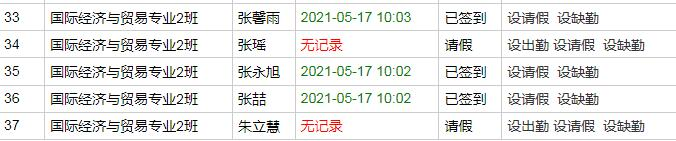 33 国际经济与贸易专业2班 张馨雨 2021-05-17 10:03 已签到 设请假 设缺勤
34 国际经济与贸易专业2班 张瑶 无记录 请假 设出勤 设请假 设缺勤
35 国际经济与贸易专业2班 张永旭 2021-05-17 10:02 已签到 设请假 设缺勤
36 国际经济与贸易专业2班 张喆 2021-05-17 10:02 已签到 设请假 设缺勤
37 国际经济与贸易专业2班 朱立慧 无记录 请假 设出勤 设请假 设缺勤